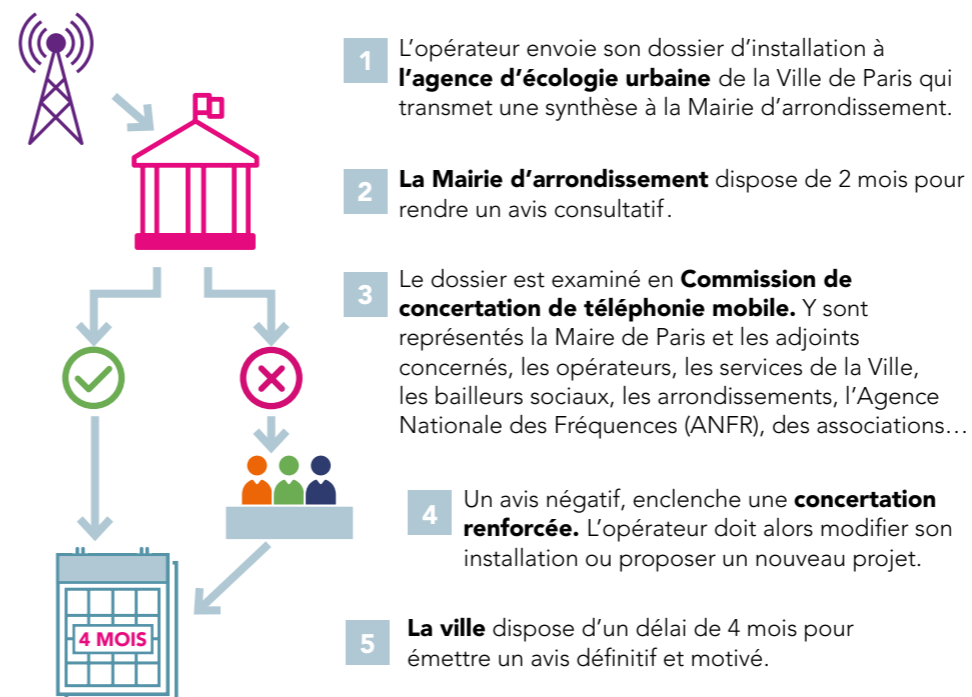 1
L’opérateur envoie son dossier d’installation à
l’agence d’écologie urbaine de la Ville de Paris qui
transmet une synthèse à la Mairie d’arrondissement.
2
La Mairie d’arrondissement dispose de 2 mois pour
rendre un avis consultatif.
3
Le dossier est examiné en Commission de
concertation de téléphonie mobile. Y sont
représentés la Maire de Paris et les adjoints
concernés, les opérateurs, les services de la Ville,
les bailleurs sociaux, les arrondissements, l’Agence
Nationale des Fréquences (ANFR), des associations…
4
Un avis négatif, enclenche une concertation
renforcée. L’opérateur doit alors modifier son
installation ou proposer un nouveau projet.
4 MOIS
5
La ville dispose d’un délai de 4 mois pour
émettre un avis définitif et motivé.